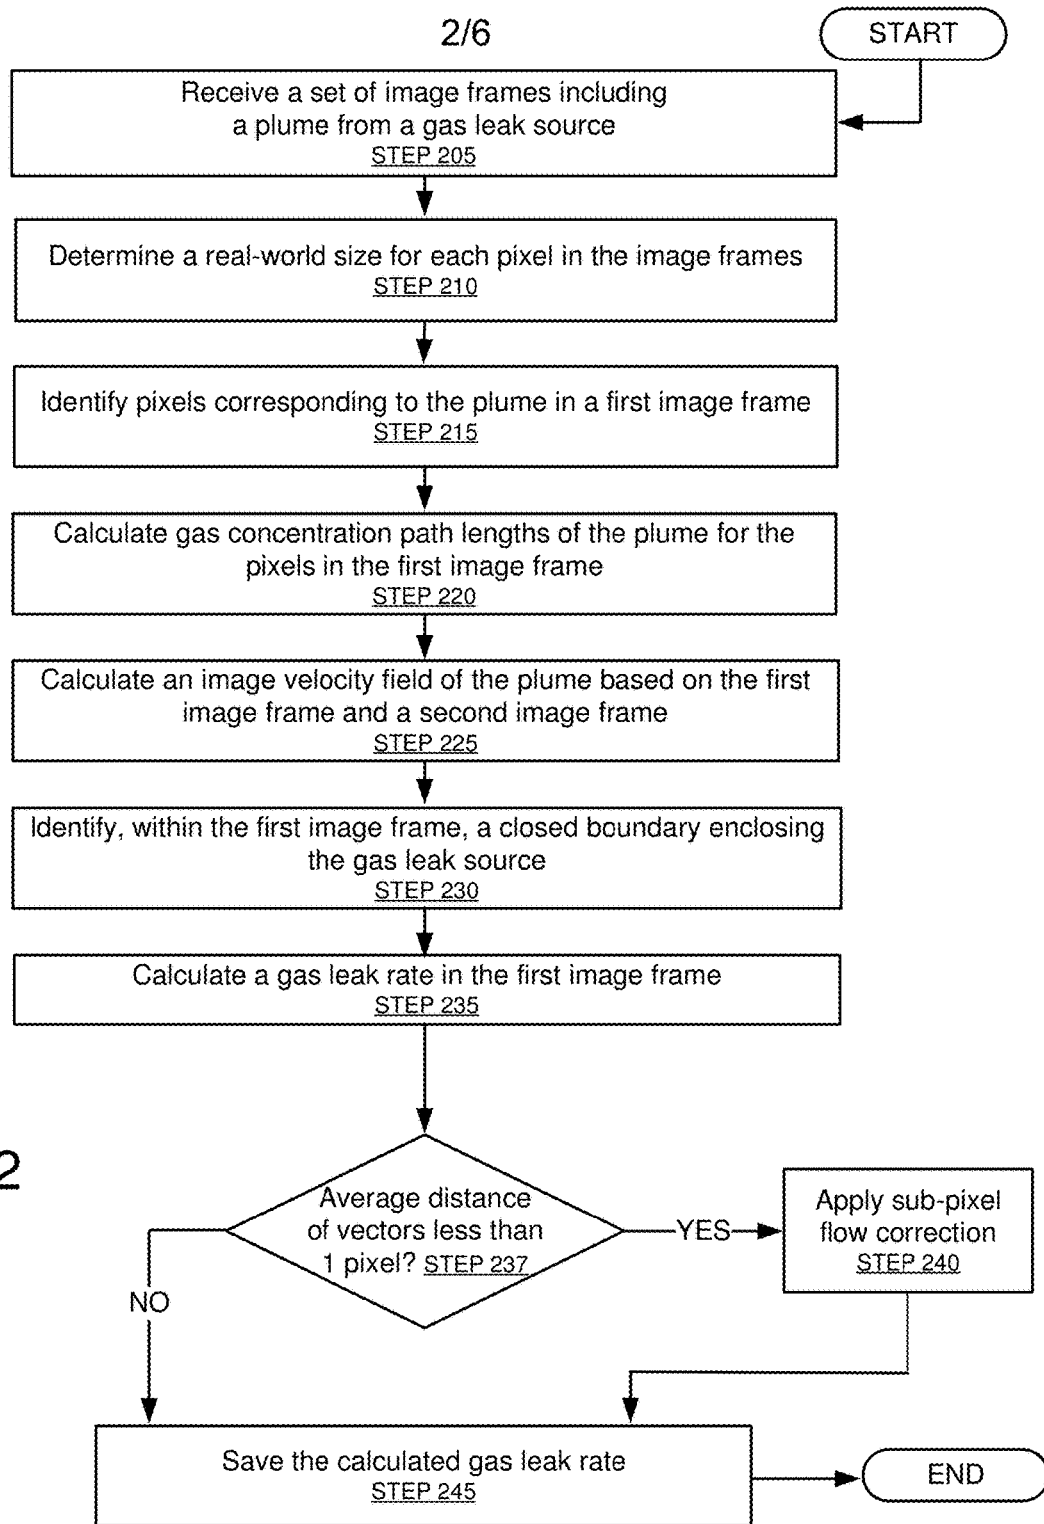 2/6
START
Receive a set of image frames including
a plume from a gas leak source
STEP 205
Determine a real-world size for each pixel in the image frames
STEP 210
Identify pixels corresponding to the plume in a first image frame
STEP 215
Calculate gas concentration path lengths of the plume for the
pixels in the first image frame
STEP 220
Calculate an image velocity field of the plume based on the first
image frame and a second image frame
STEP 225
Identify, within the first image frame, a closed boundary enclosing
the gas leak source
STEP 230
Calculate a gas leak rate in the first image frame
STEP 235
2
Average distance
of vectors less than
1 pixel? STEP 237
YES
Apply sub-pixel
flow correction
STEP 240
NO
Save the calculated gas leak rate
STEP 245
END